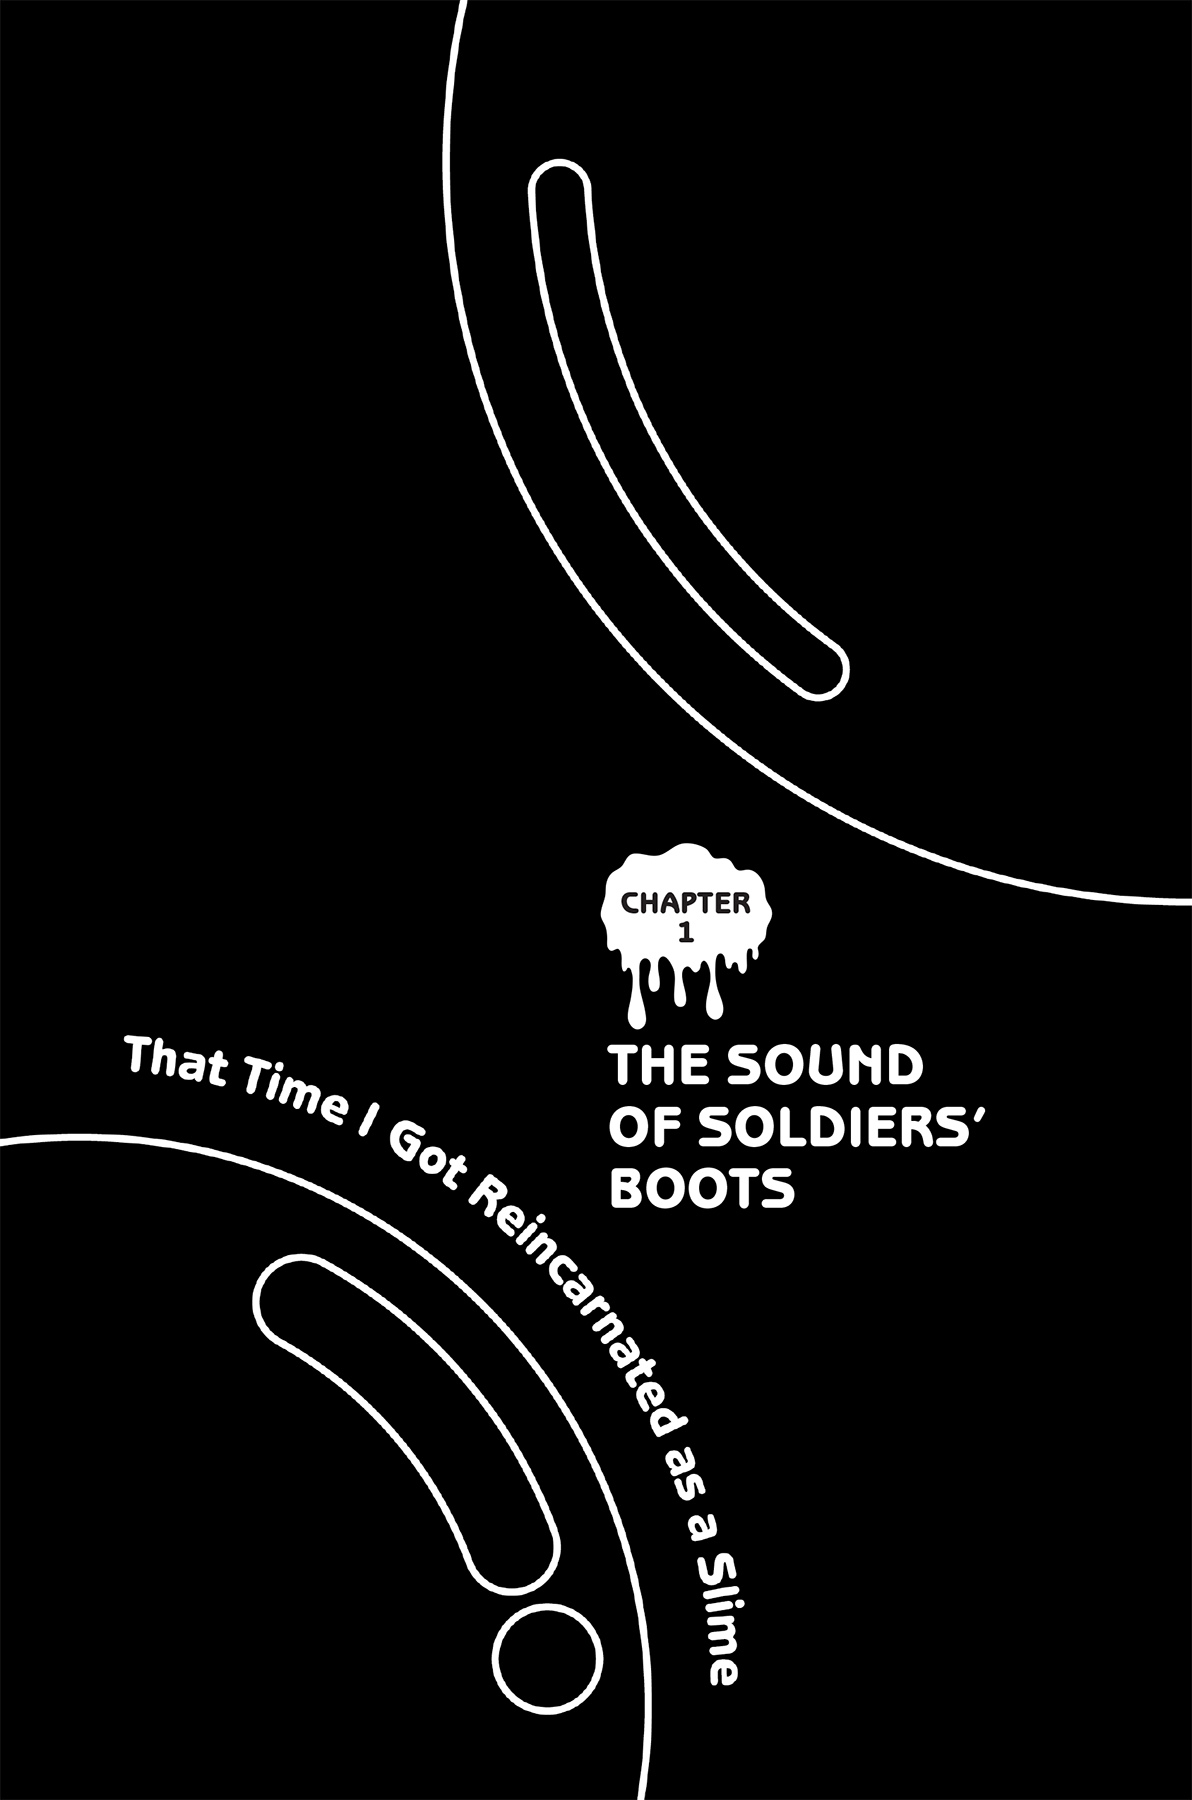 CHAPTER
1
THE SOUND
OF SOLDIERS’
BOOTS
That Time I Got Reincarnated as a Slime